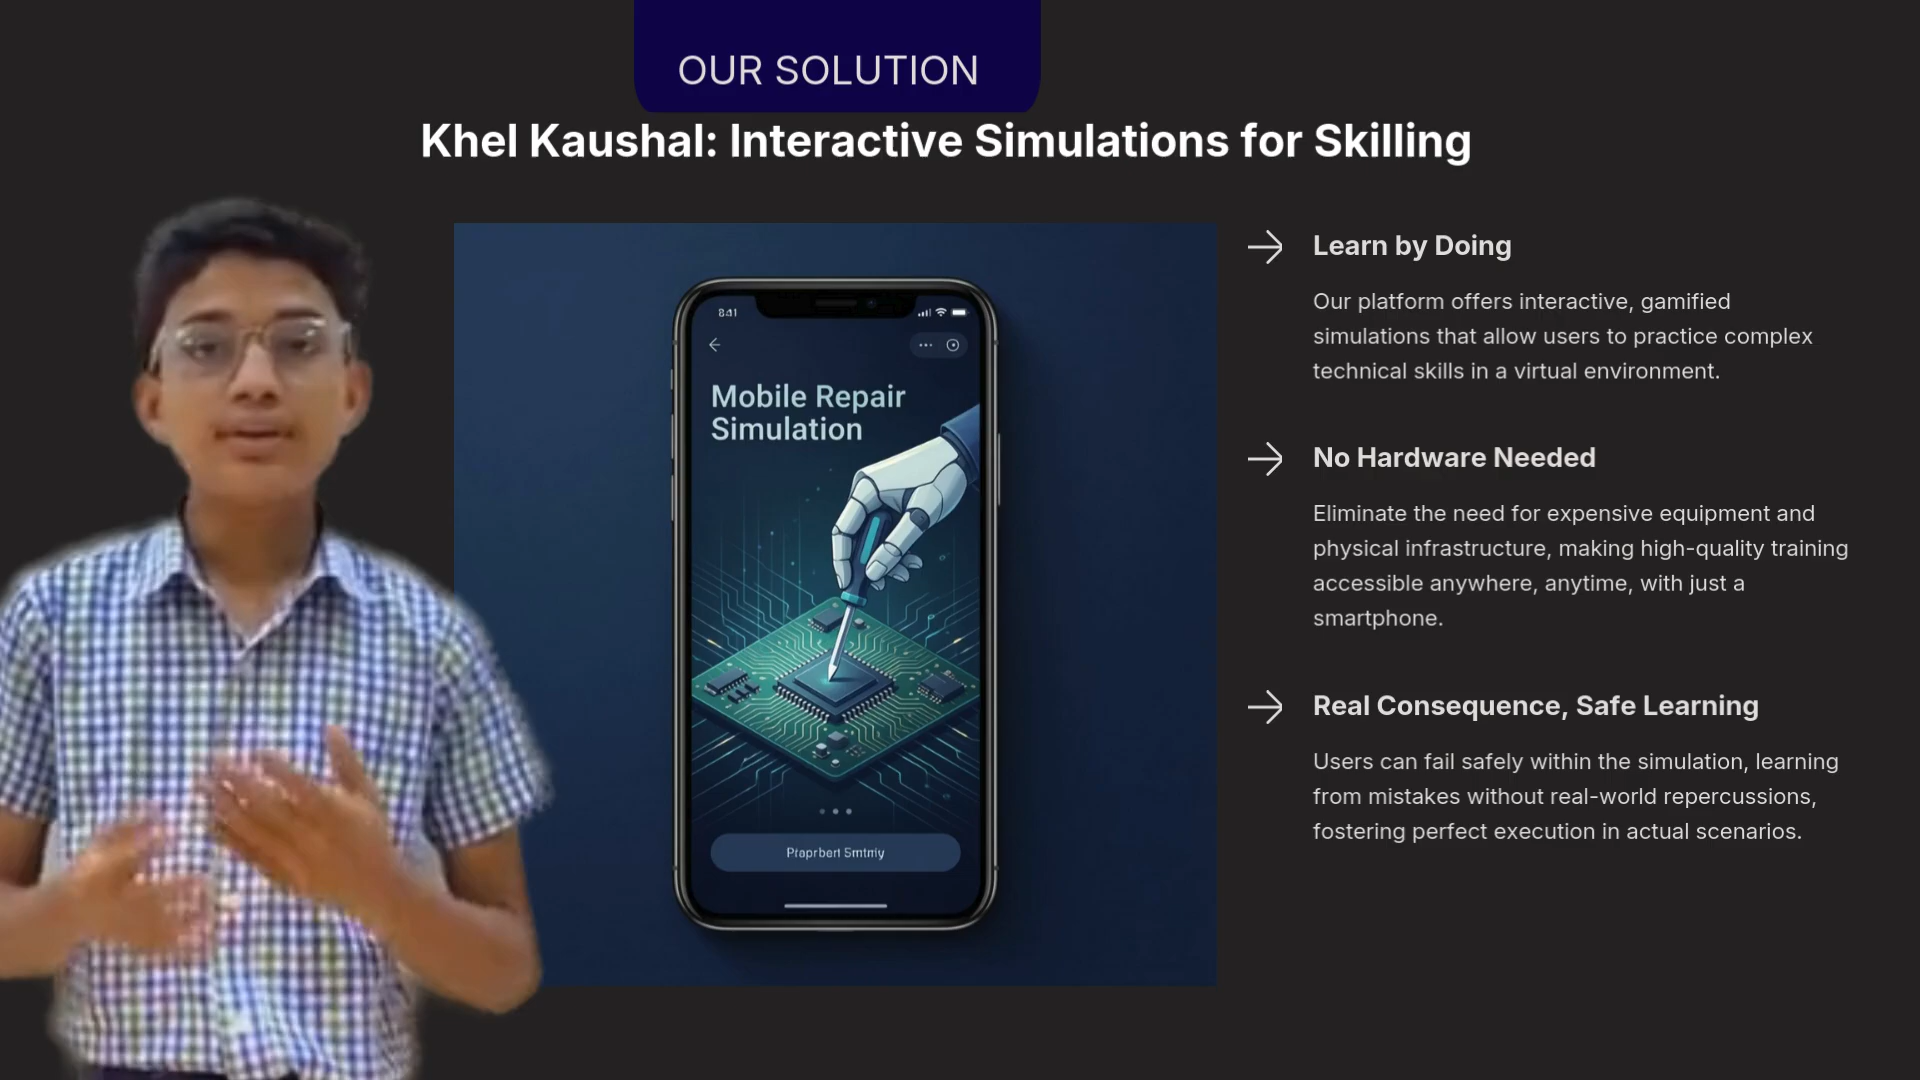 OUR SOLUTION
Khel Kaushal: Interactive Simulations for Skilling
8:41
Mobile Repair
Simulation
Learn by Doing
Our platform offers interactive, gamified
simulations that allow users to practice complex
technical skills in a virtual environment.
No Hardware Needed
Eliminate the need for expensive equipment and
physical infrastructure, making high-quality training
accessible anywhere, anytime, with just a
smartphone.
Real Consequence, Safe Learning
Users can fail safely within the simulation, learning
from mistakes without real-world repercussions,
fostering perfect execution in actual scenarios.